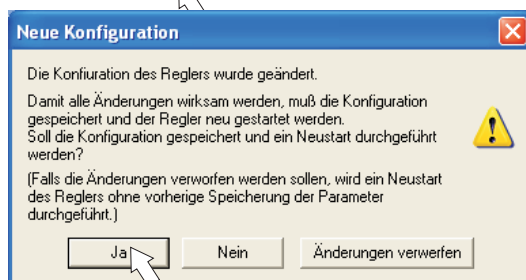 Neue Konfiguration
Die Konfiuration des Reglers wurde geändert.
Damit alle Änderungen wirksam werden, muß die Konfiguration
gespeichert und der Regler neu gestartet werden.
Soll die Konfiguration gespeichert und ein Neustart durchgeführt
werden?
(Falls die Änderungen verworfen werden sollen, wird ein Neustart
des Reglers ohne vorherige Speicherung der Parameter
durchgeführt.)
Ja Nein Änderungen verwerfen